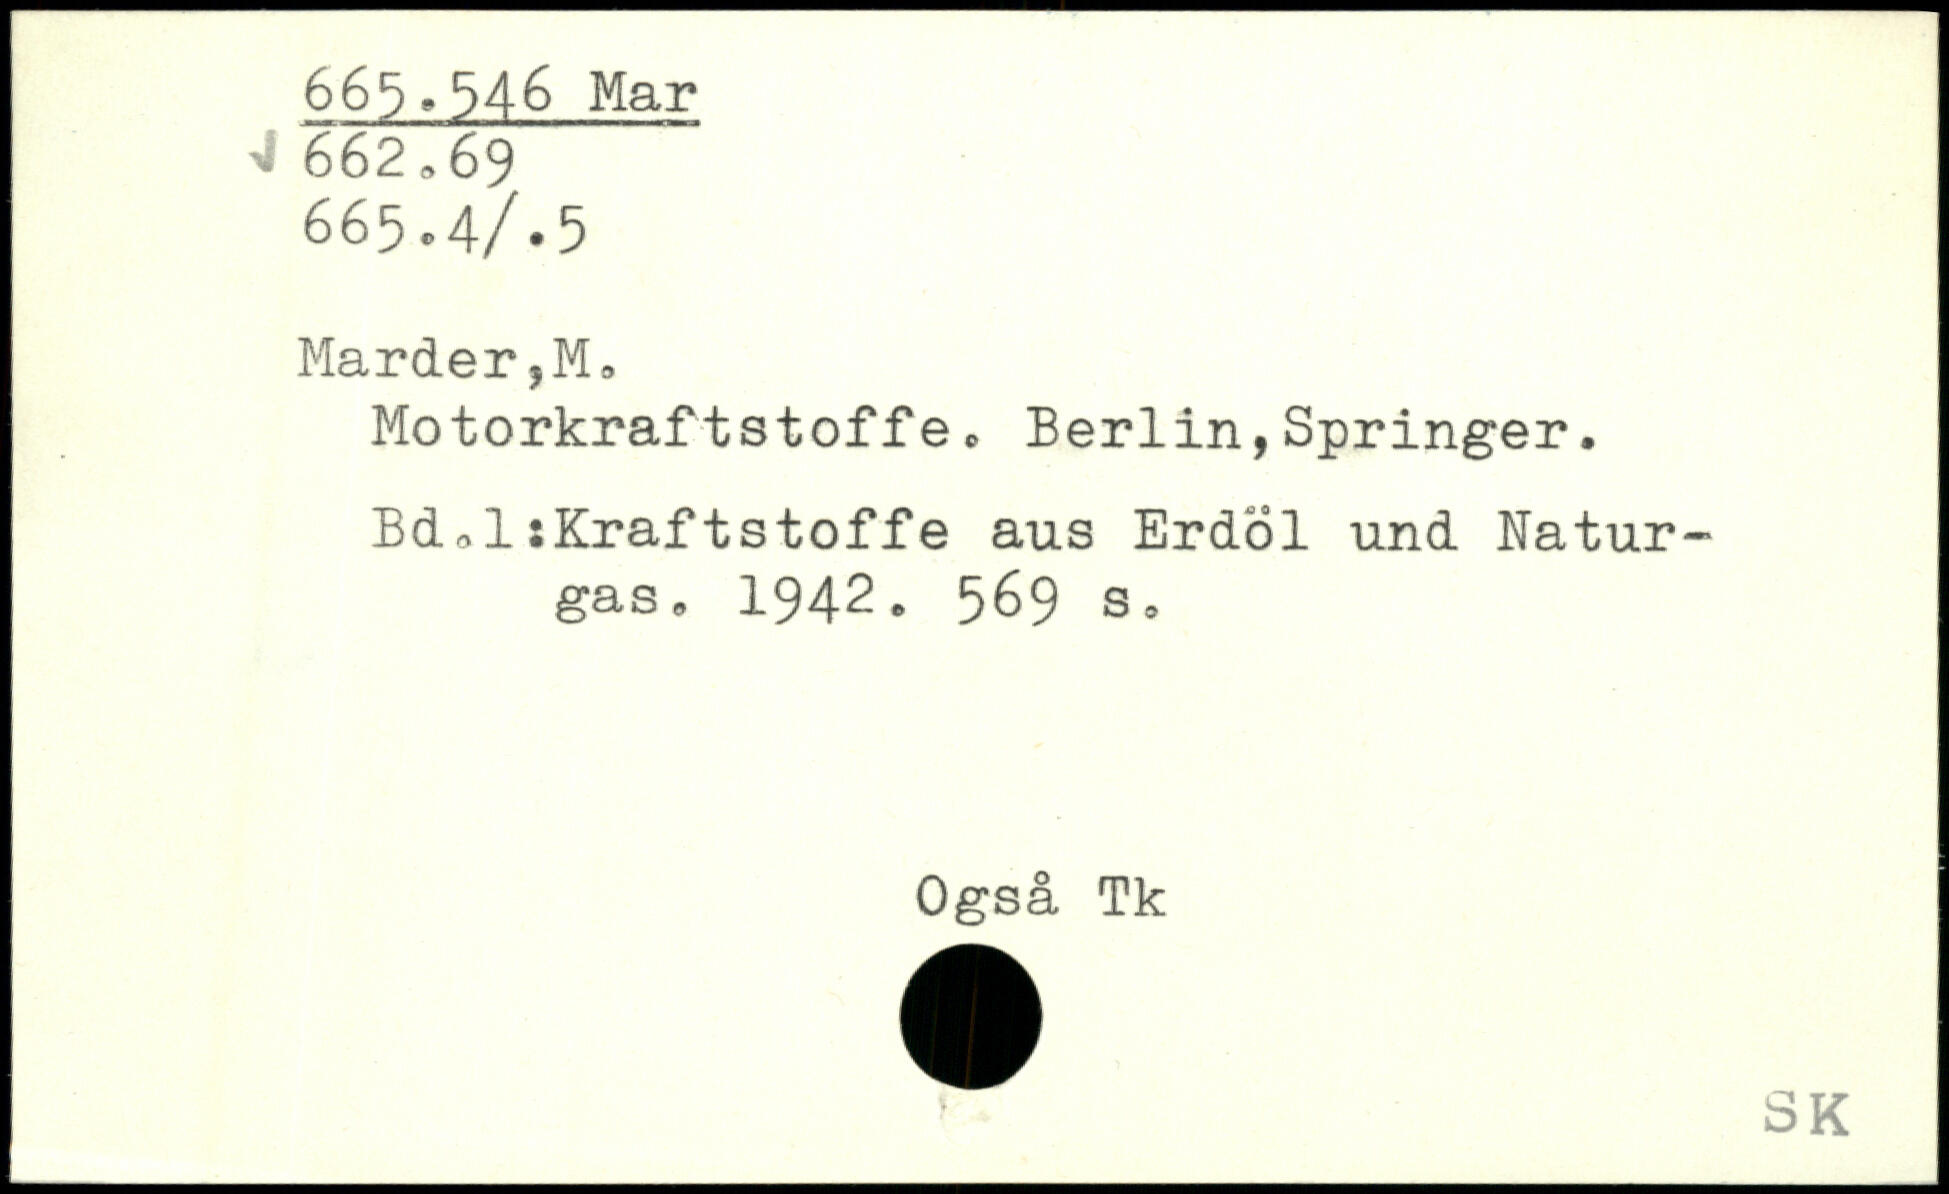 665.546 Mar
662.69
665.4/.5
Marder,M.
Motorkraftstoffe. Berlin,Springer.
Bd.1:Kraftstoffe aus Erdöl und Natur-
gas. 1942. 569 s.
Også Tk
SK